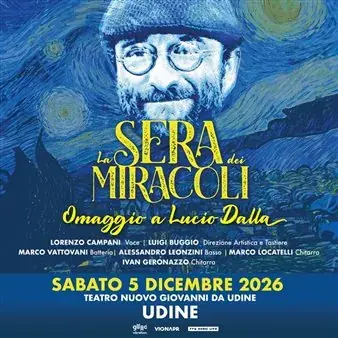 La SERA dei
MIRACOLI
Omaggio a Lucio Dalla
LORENZO CAMPANI Voce | LUIGI BUGGIO Direzione Artistica e Tastiere
MARCO VATTOVANI Batteria | ALESSANDRO LEONZINI Basso | MARCO LOCATELLI Chitarra
IVAN GERONAZZO Chitarra
SABATO 5 DICEMBRE 2026
TEATRO NUOVO GIOVANNI DA UDINE
UDINE
VIGNAPR